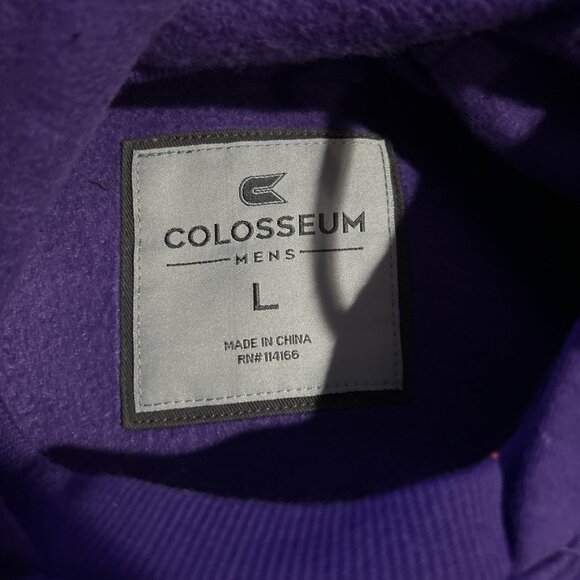 COLOSSEUM
MENS
L
MADE IN CHINA
RN# 114166